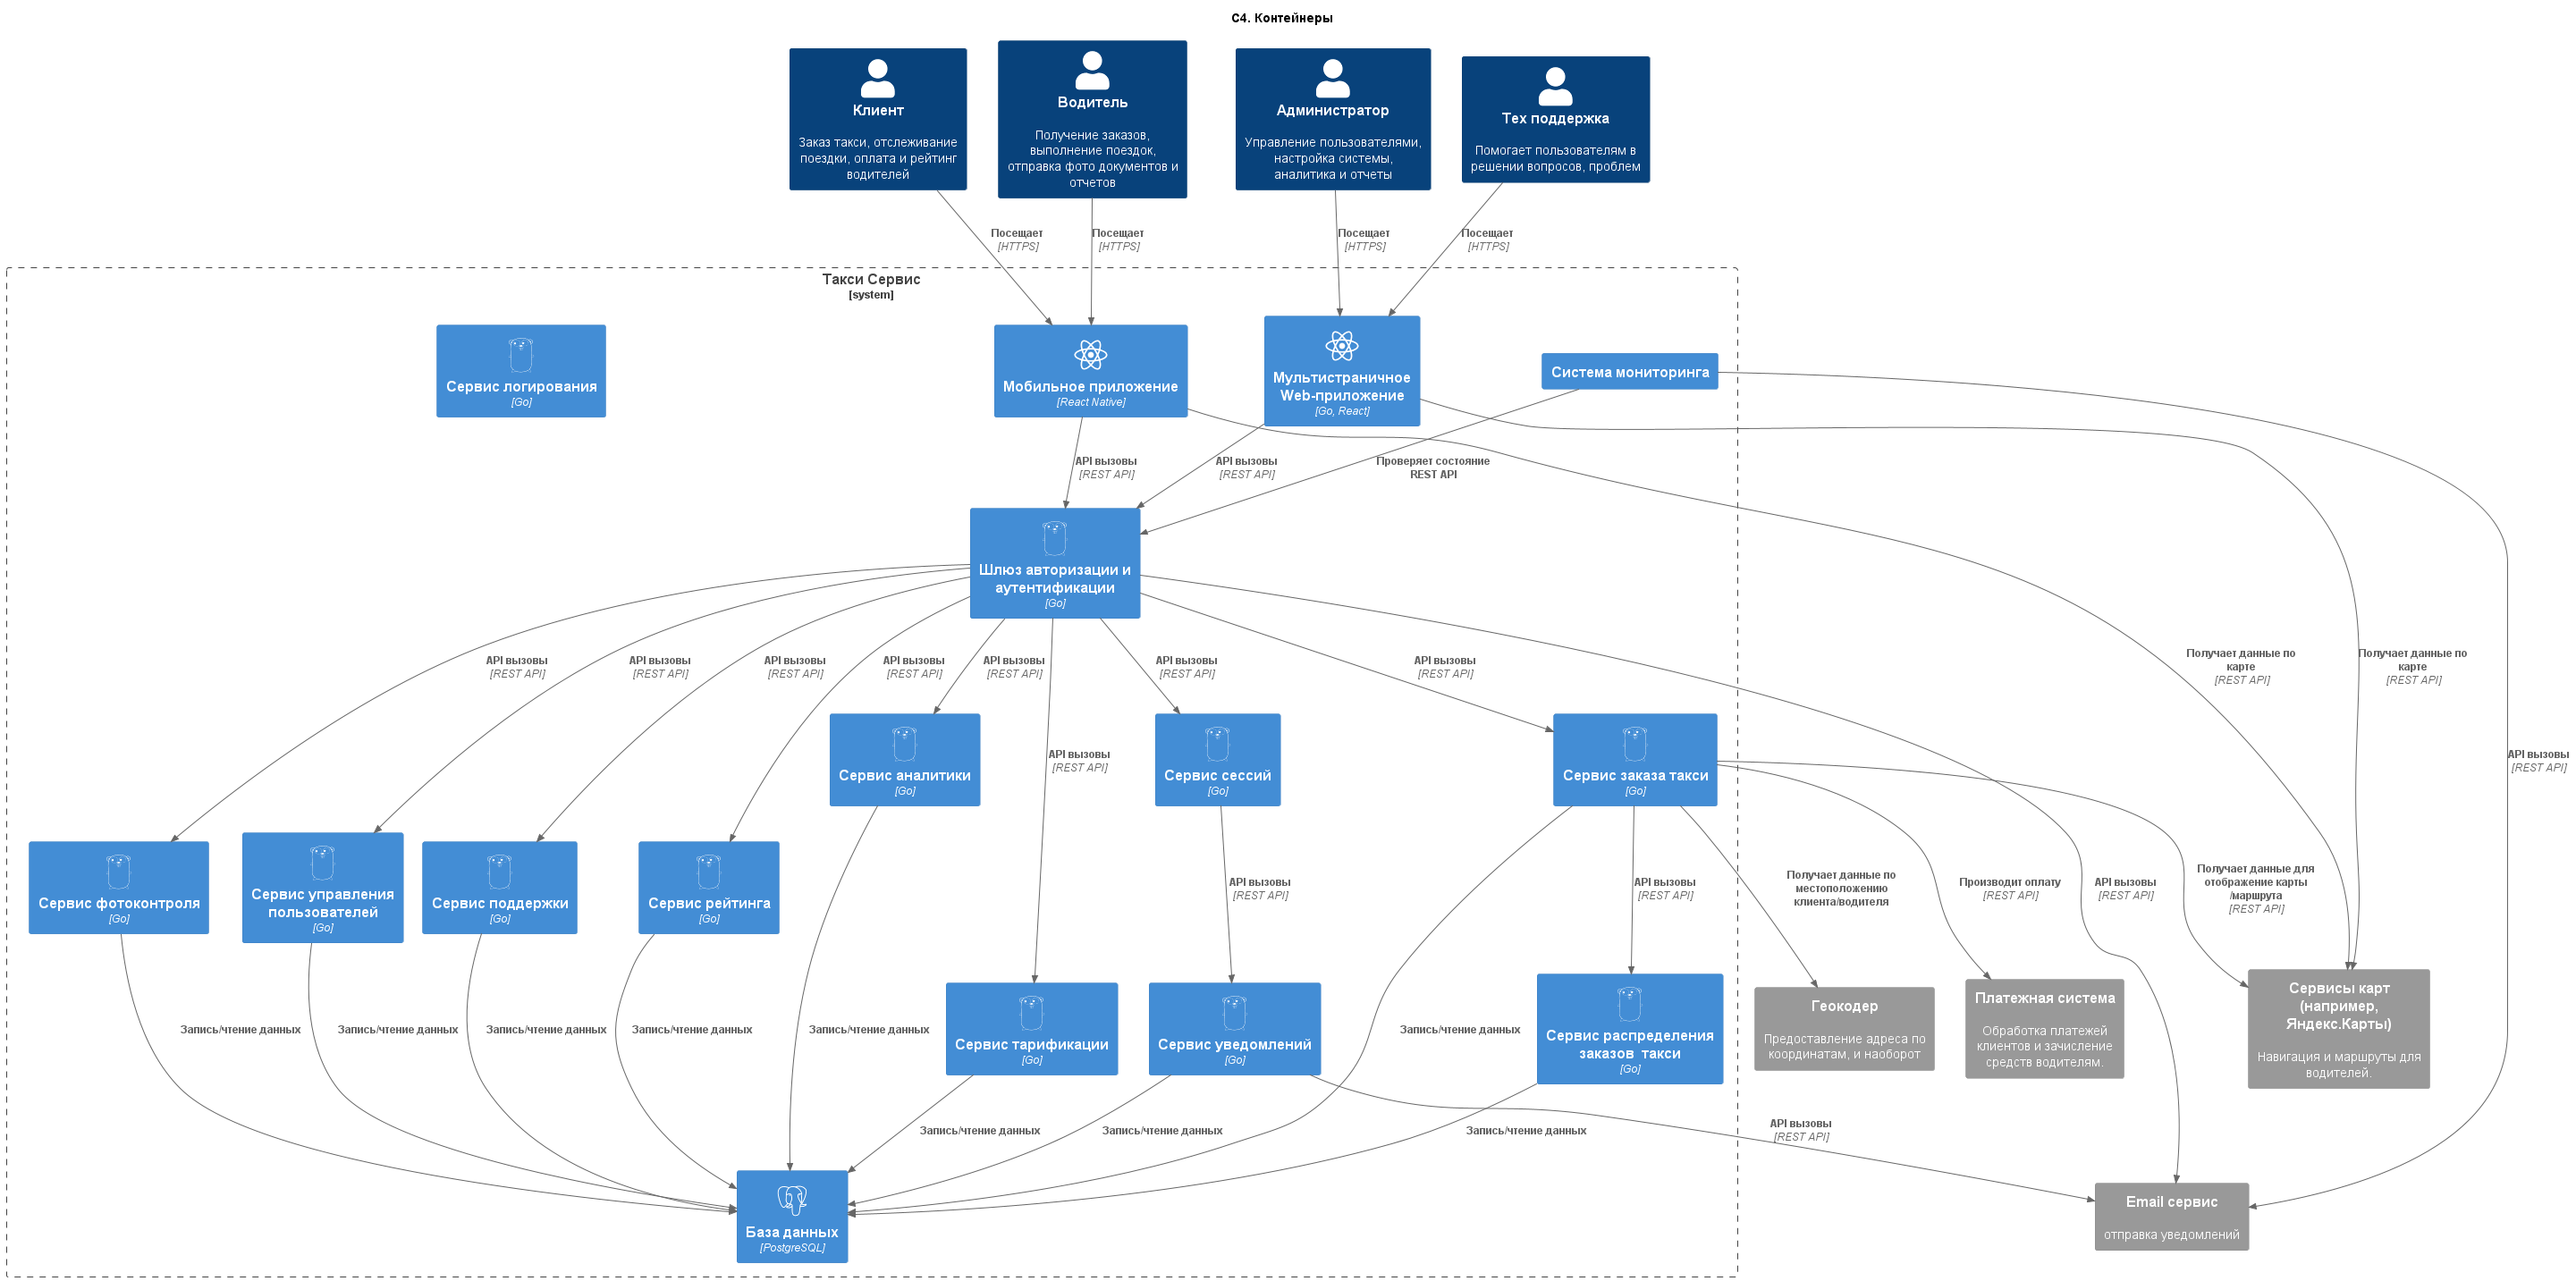 C4. Контейнеры
Клиент
Заказ такси, отслеживание
поездки, оплата и рейтинг
водителей
Водитель
Получение заказов,
выполнение поездок,
отправка фото документов и
отчетов
Администратор
Управление пользователями,
настройка системы,
аналитика и отчеты
Тех поддержка
Помогает пользователям в
решении вопросов, проблем
Посещает
[HTTPS]
Посещает
[HTTPS]
Посещает
[HTTPS]
Посещает
[HTTPS]
Такси Сервис
[system]
Сервис логирования
[Go]
Мобильное приложение
[React Native]
Мультистраничное
Web-приложение
[Go, React]
Система мониторинга
API вызовы
[REST API]
API вызовы
[REST API]
Проверяет состояние
REST API
Шлюз авторизации и
аутентификации
[Go]
API вызовы
[REST API]
API вызовы
[REST API]
API вызовы
[REST API]
API вызовы
[REST API]
API вызовы
[REST API]
API вызовы
[REST API]
API вызовы
[REST API]
Получает данные по
карте
[REST API]
Получает данные по
карте
[REST API]
API вызовы
[REST API]
API вызовы
[REST API]
Сервис аналитики
[Go]
Сервис сессий
[Go]
Сервис заказа такси
[Go]
Сервис фотоконтроля
[Go]
Сервис управления
пользователей
[Go]
Сервис поддержки
[Go]
Сервис рейтинга
[Go]
API вызовы
[REST API]
API вызовы
[REST API]
Получает данные по
местоположению
клиента/водителя
Производит оплату
[REST API]
API вызовы
[REST API]
Получает данные для
отображение карты
/маршрута
[REST API]
Запись/чтение данных
Запись/чтение данных
Запись/чтение данных
Запись/чтение данных
Запись/чтение данных
Запись/чтение данных
Сервис тарификации
[Go]
Сервис уведомлений
[Go]
Сервис распределения
заказов такси
[Go]
Геокодер
Предоставление адреса по
координатам, и наоборот
Платежная система
Обработка платежей
клиентов и зачисление
средств водителям.
Сервисы карт
(например,
Яндекс.Карты)
Навигация и маршруты для
водителей.
Запись/чтение данных
Запись/чтение данных
Запись/чтение данных
API вызовы
[REST API]
База данных
[PostgreSQL]
Email сервис
отправка уведомлений